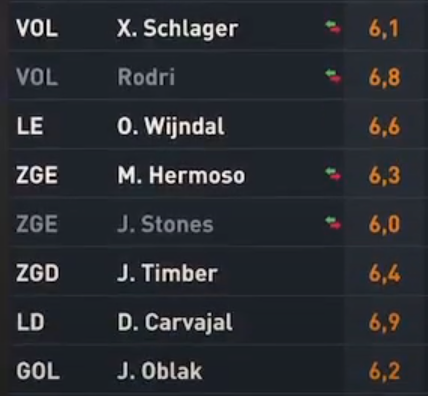 VOL X. Schlager 6,1
VOL Rodri 6,8
LE O. Wijndal 6,6
ZGE M. Hermoso 6,3
ZGE J. Stones 6,0
ZGD J. Timber 6,4
LD D. Carvajal 6,9
GOL J. Oblak 6,2